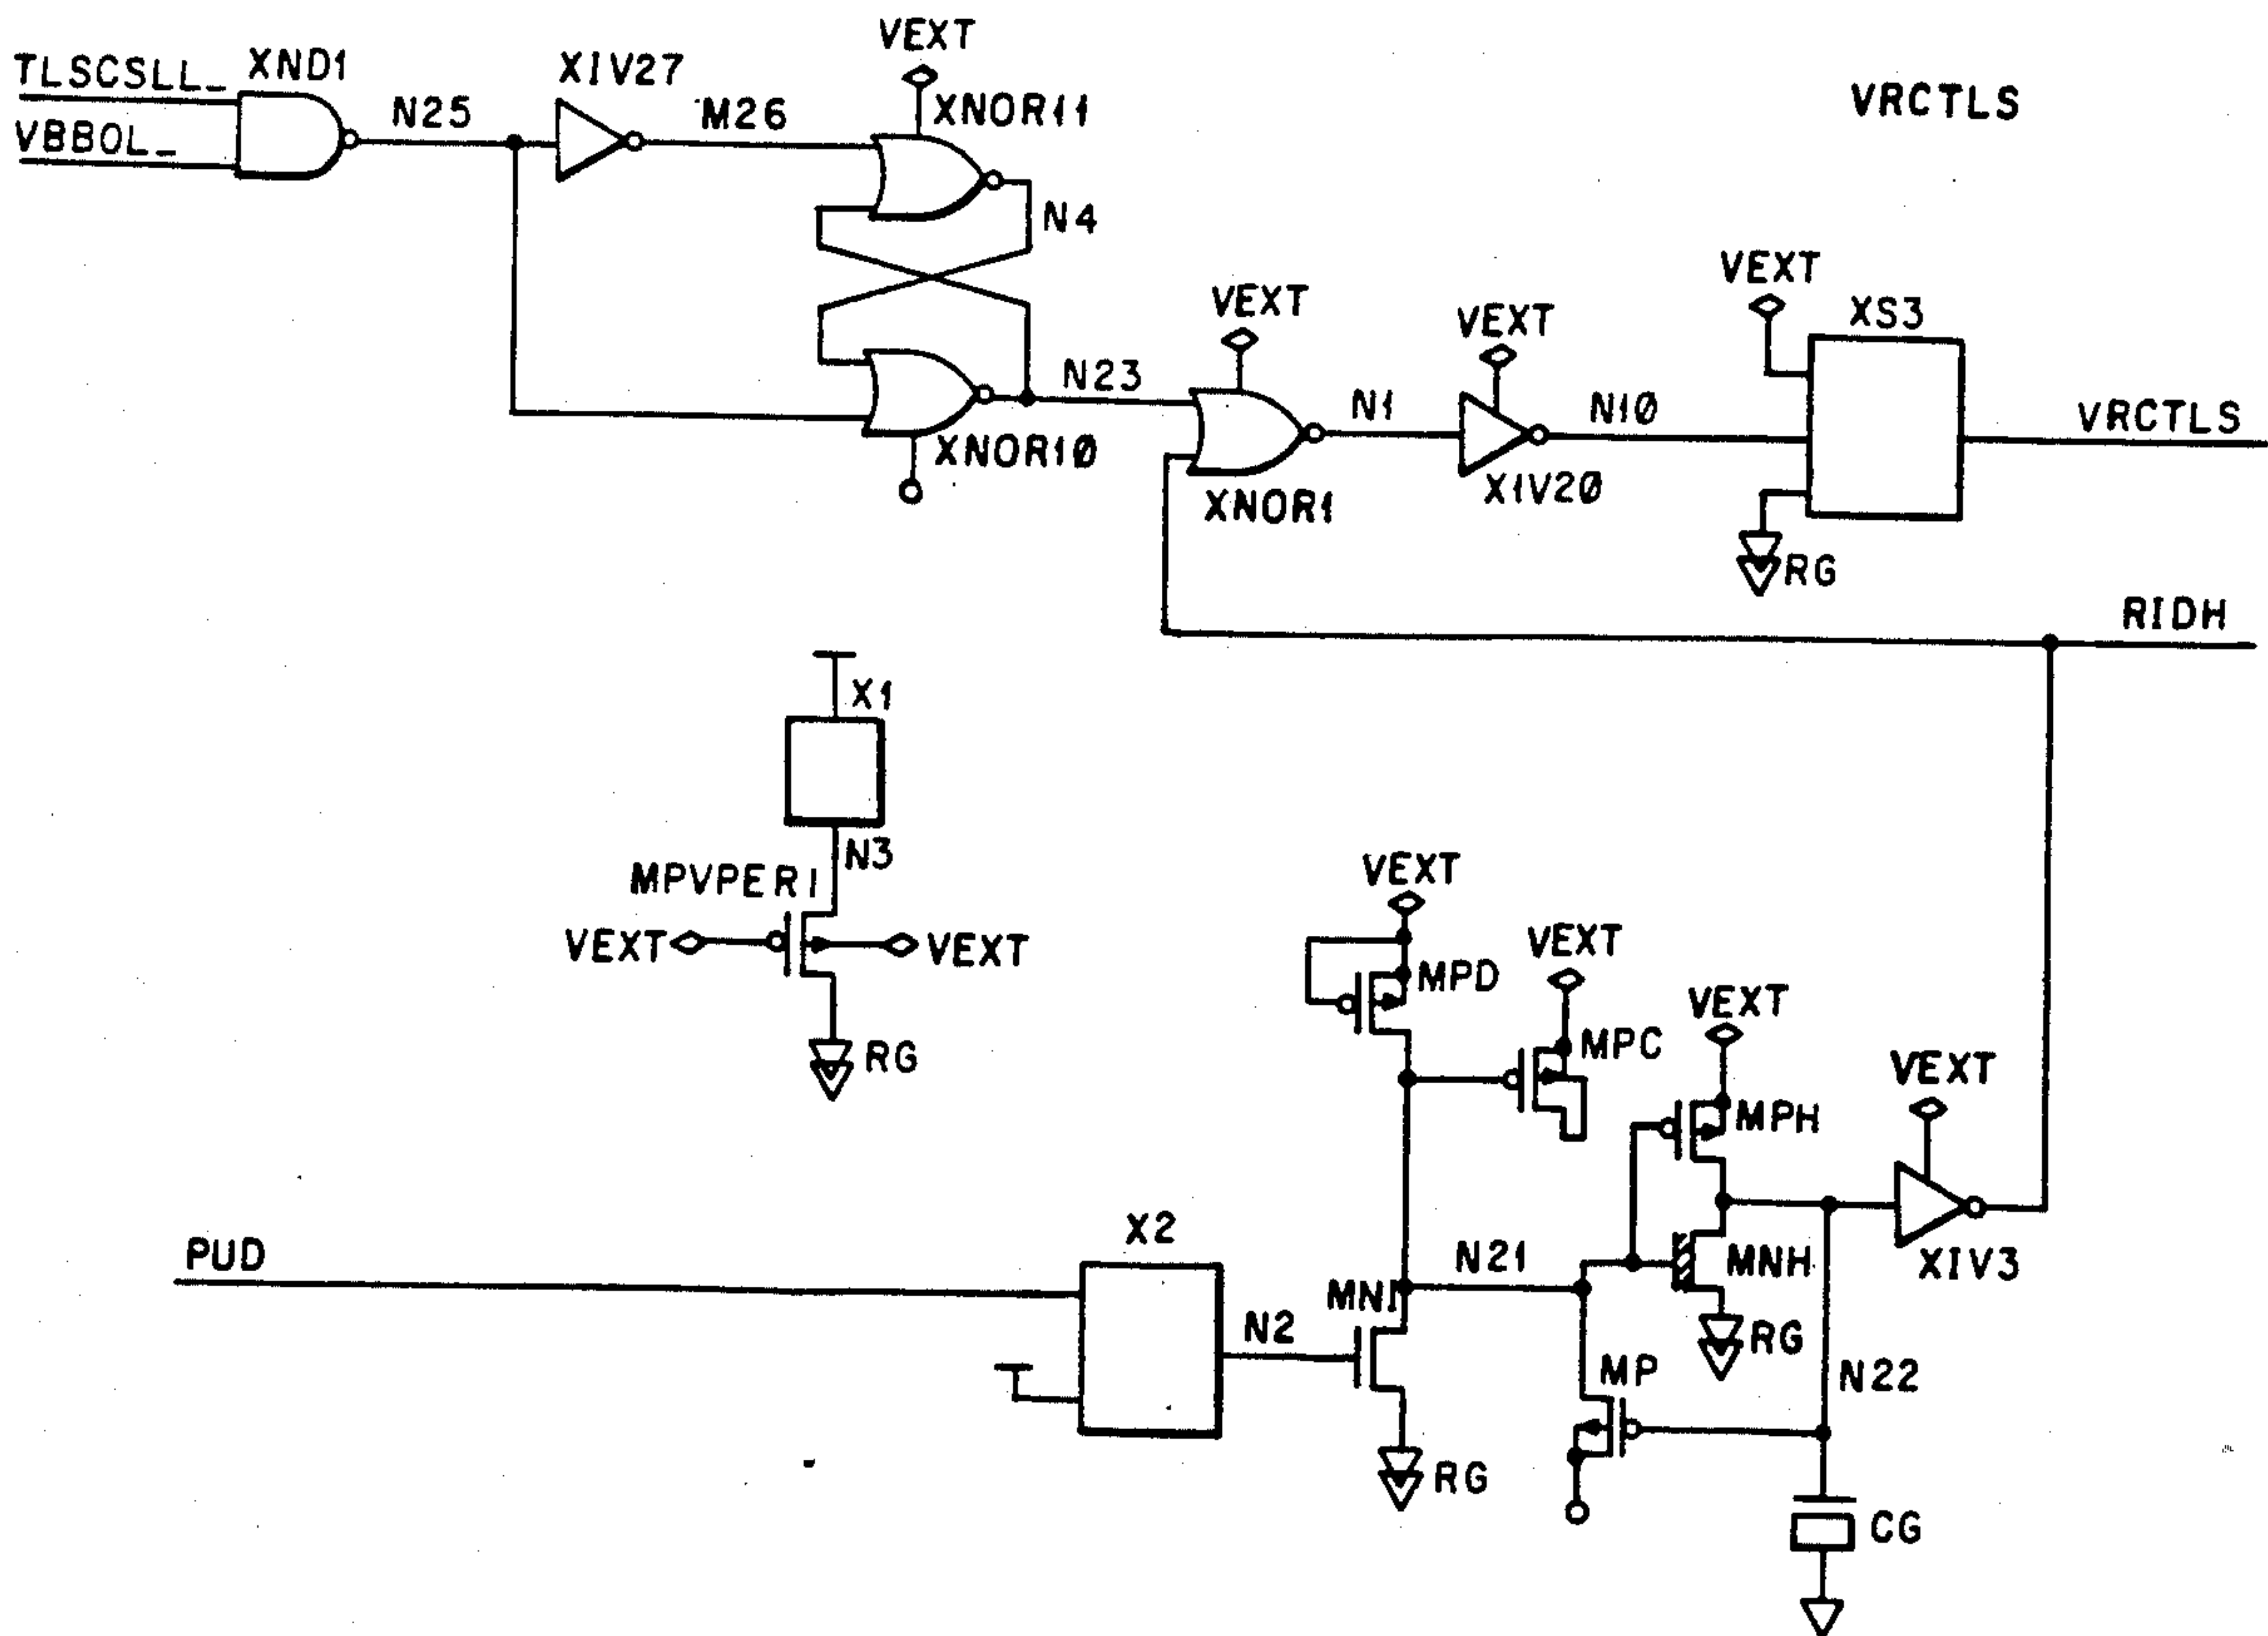 VEXT
TLSCSLL_
XND1
XIV27
VRCTLS
VBBOL_
N25
M26
XNOR11
N4
VEXT
VEXT
VEXT
XS3
N23
N1
N10
VRCTLS
XNOR10
XNOR1
XIV20
RG
RIDH
X1
N3
MPVPERI
VEXT
VEXT
RG
VEXT
MPD
VEXT
MPC
VEXT
MPH
VEXT
PUD
X2
N21
MNH
XIV3
MNI
N2
RG
MP
N22
RG
CG